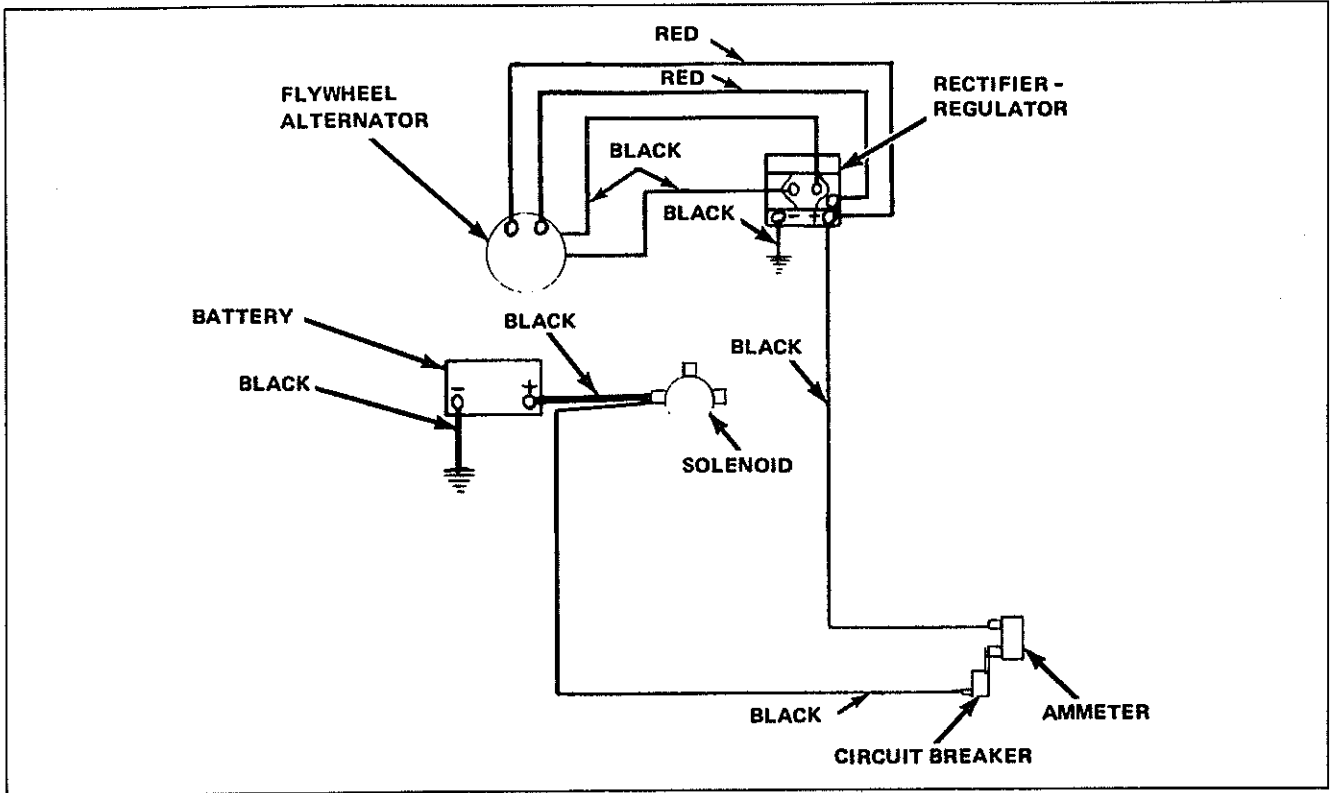 RED
RED
FLYWHEEL
ALTERNATOR
RECTIFIER -
REGULATOR
BLACK
BLACK
- +
BATTERY
BLACK
BLACK
BLACK
- +
SOLENOID
BLACK
AMMETER
CIRCUIT BREAKER